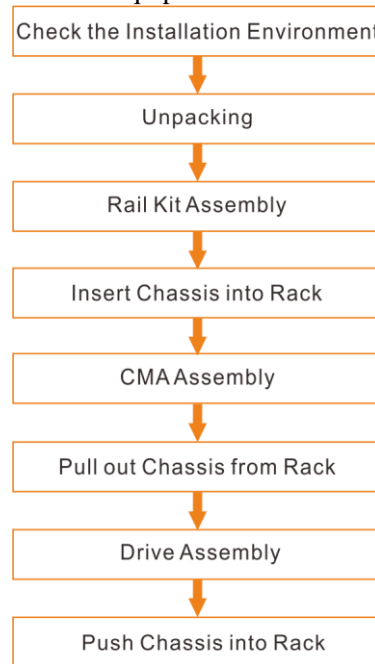 Check the Installation Environment
Unpacking
Rail Kit Assembly
Insert Chassis into Rack
CMA Assembly
Pull out Chassis from Rack
Drive Assembly
Push Chassis into Rack